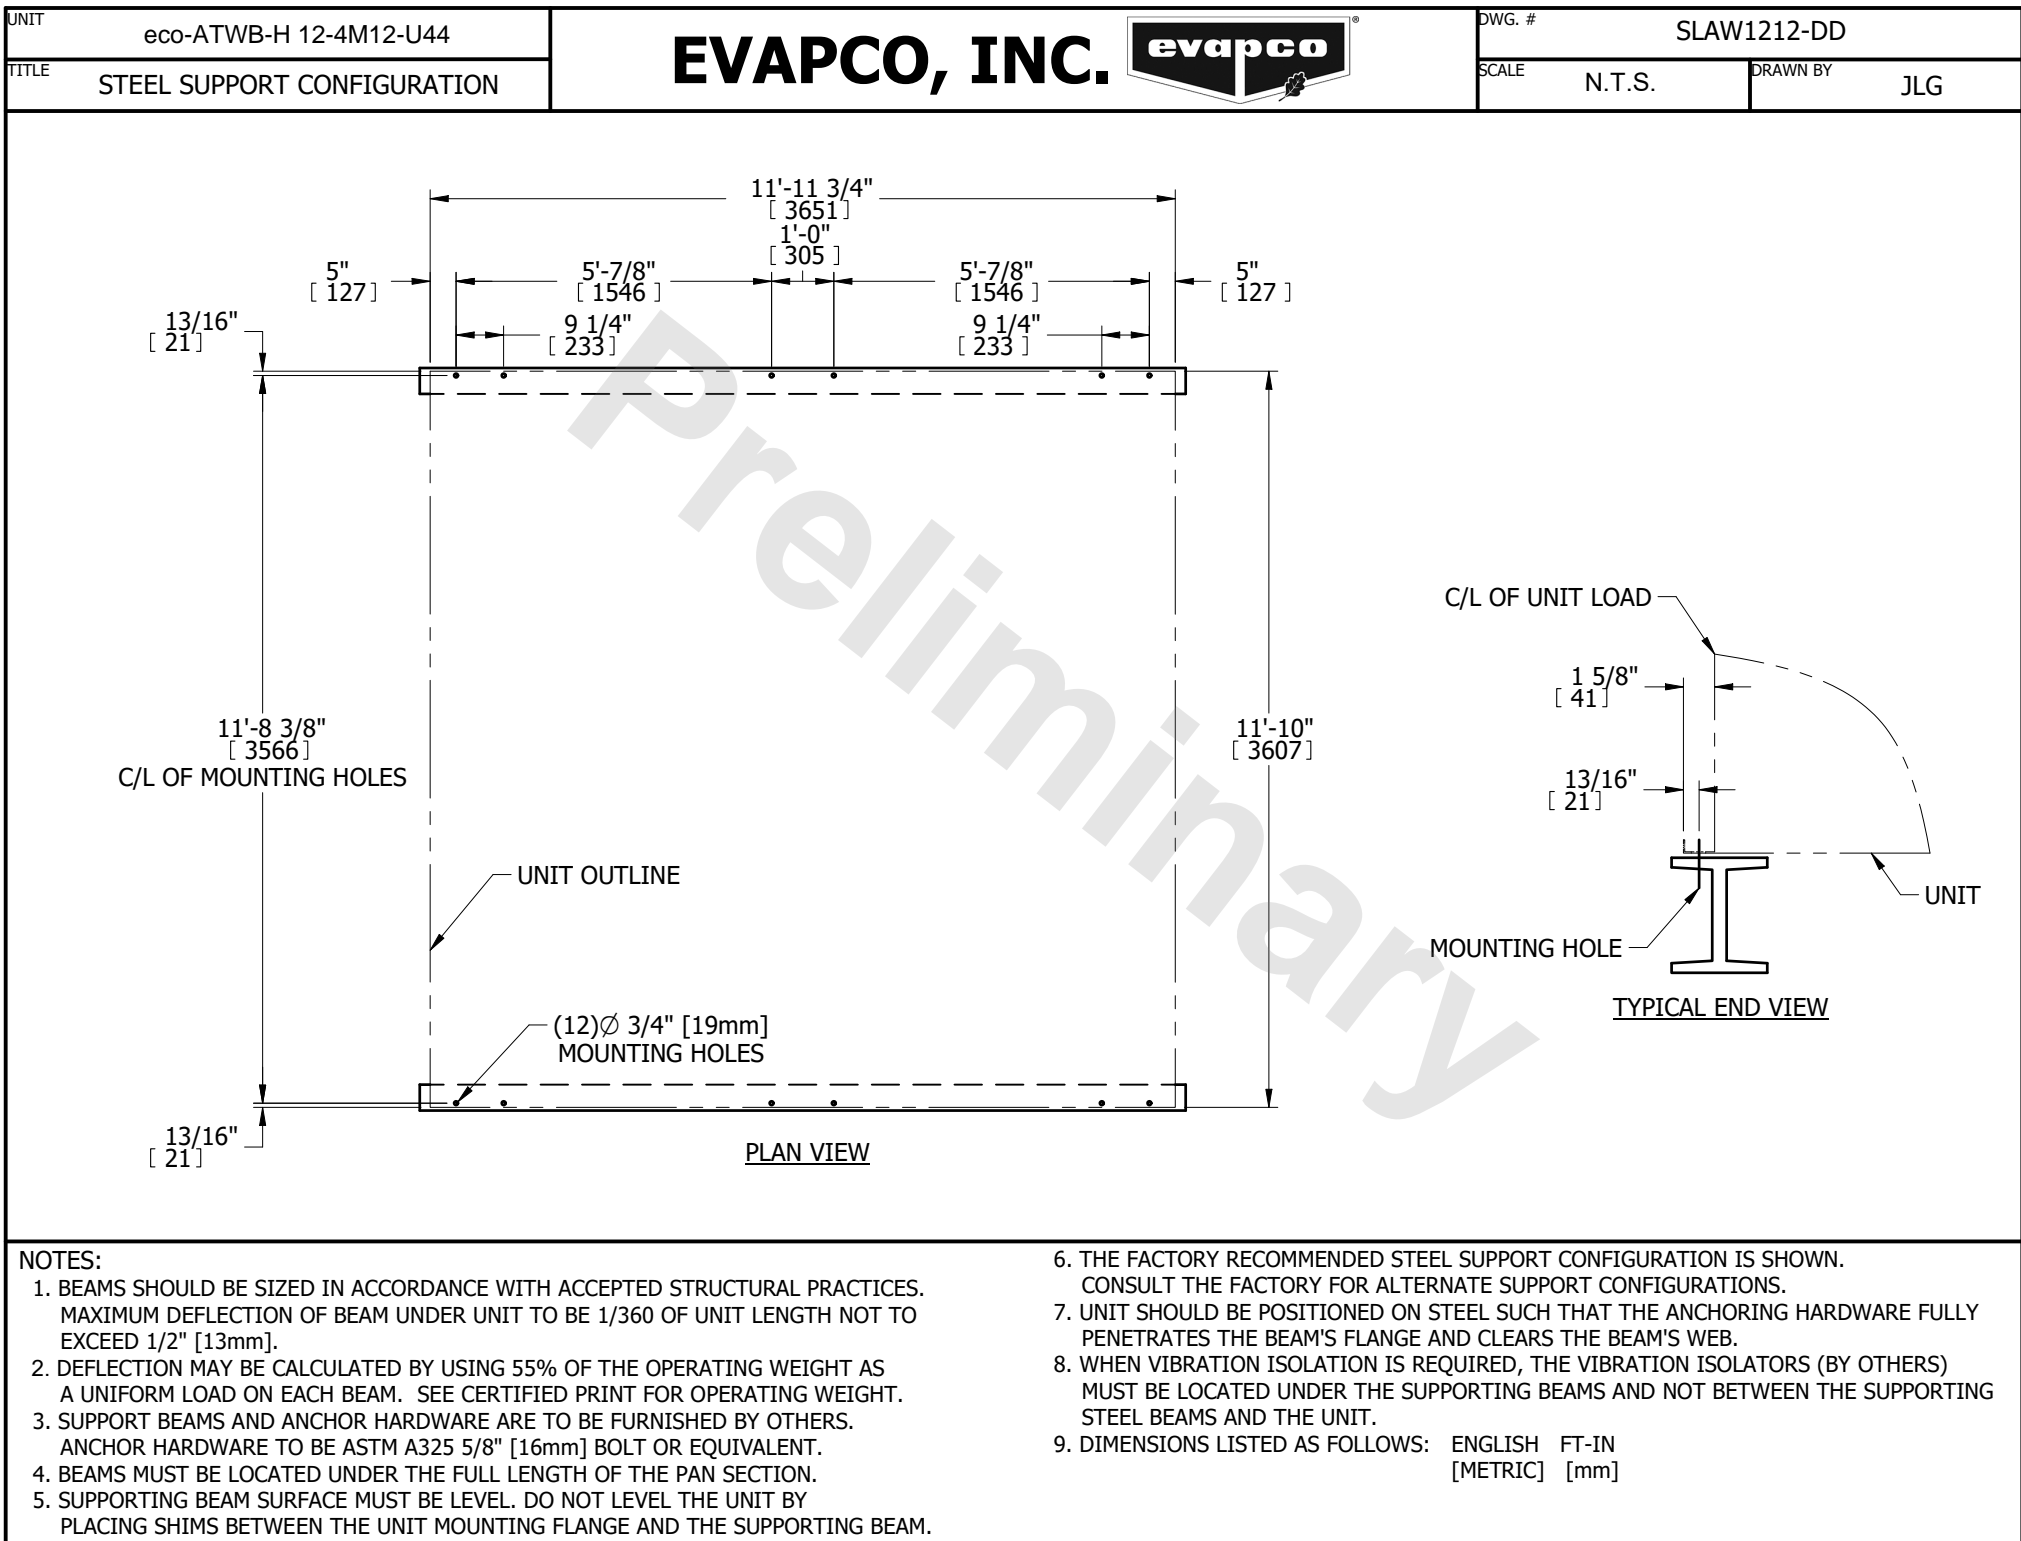 UNIT
eco-ATWB-H 12-4M12-U44
TITLE
STEEL SUPPORT CONFIGURATION
EVAPCO, INC.
evapco
®
DWG. #
SLAW1212-DD
SCALE
N.T.S.
DRAWN BY
JLG
11'-11 3/4"
[ 3651]
1'-0"
[ 305 ]
5"
[ 127]
5'-7/8"
[ 1546 ]
5'-7/8"
[ 1546 ]
5"
[ 127 ]
13/16"
[ 21]
9 1/4"
[ 233]
9 1/4"
[ 233 ]
Preliminary
11'-8 3/8"
[ 3566]
C/L OF MOUNTING HOLES
11'-10"
[ 3607]
UNIT OUTLINE
(12)∅ 3/4" [19mm]
MOUNTING HOLES
13/16"
[ 21]
PLAN VIEW
C/L OF UNIT LOAD
1 5/8"
[ 41]
13/16"
[ 21]
UNIT
MOUNTING HOLE
TYPICAL END VIEW
NOTES:
1. BEAMS SHOULD BE SIZED IN ACCORDANCE WITH ACCEPTED STRUCTURAL PRACTICES.
MAXIMUM DEFLECTION OF BEAM UNDER UNIT TO BE 1/360 OF UNIT LENGTH NOT TO
EXCEED 1/2" [13mm].
2. DEFLECTION MAY BE CALCULATED BY USING 55% OF THE OPERATING WEIGHT AS
A UNIFORM LOAD ON EACH BEAM.  SEE CERTIFIED PRINT FOR OPERATING WEIGHT.
3. SUPPORT BEAMS AND ANCHOR HARDWARE ARE TO BE FURNISHED BY OTHERS.
ANCHOR HARDWARE TO BE ASTM A325 5/8" [16mm] BOLT OR EQUIVALENT.
4. BEAMS MUST BE LOCATED UNDER THE FULL LENGTH OF THE PAN SECTION.
5. SUPPORTING BEAM SURFACE MUST BE LEVEL. DO NOT LEVEL THE UNIT BY
PLACING SHIMS BETWEEN THE UNIT MOUNTING FLANGE AND THE SUPPORTING BEAM.
6. THE FACTORY RECOMMENDED STEEL SUPPORT CONFIGURATION IS SHOWN.
CONSULT THE FACTORY FOR ALTERNATE SUPPORT CONFIGURATIONS.
7. UNIT SHOULD BE POSITIONED ON STEEL SUCH THAT THE ANCHORING HARDWARE FULLY
PENETRATES THE BEAM'S FLANGE AND CLEARS THE BEAM'S WEB.
8. WHEN VIBRATION ISOLATION IS REQUIRED, THE VIBRATION ISOLATORS (BY OTHERS)
MUST BE LOCATED UNDER THE SUPPORTING BEAMS AND NOT BETWEEN THE SUPPORTING
STEEL BEAMS AND THE UNIT.
9. DIMENSIONS LISTED AS FOLLOWS:   ENGLISH   FT-IN
[METRIC]   [mm]